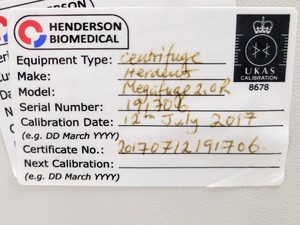 HENDERSON
BIOMEDICAL
UKAS
CALIBRATION
8678
Equipment Type: Centrifuge
Make: Heraeus
Model: Megafuge 2.0R
Serial Number: 191706
Calibration Date: 12th July 2017
(e.g. DD March YYYY)
Certificate No.: 20170712191706.
Next Calibration:
(e.g. DD March YYYY)